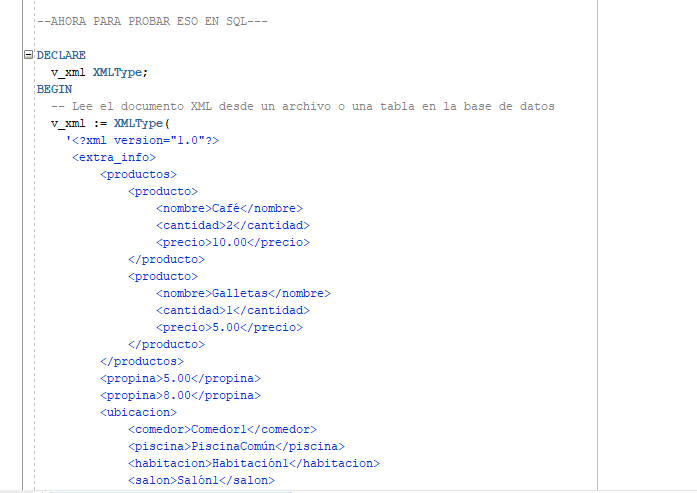 --AHORA PARA PROBAR ESO EN SQL---
DECLARE
v_xml XMLType;
BEGIN
-- Lee el documento XML desde un archivo o una tabla en la base de datos
v_xml := XMLType(
'<?xml version="1.0"?>
<extra_info>
<productos>
<producto>
<nombre>Café</nombre>
<cantidad>2</cantidad>
<precio>10.00</precio>
</producto>
<producto>
<nombre>Galletas</nombre>
<cantidad>1</cantidad>
<precio>5.00</precio>
</producto>
</productos>
<propina>5.00</propina>
<propina>8.00</propina>
<ubicacion>
<comedor>Comedor1</comedor>
<piscina>PiscinaComún</piscina>
<habitacion>Habitación1</habitacion>
<salon>Salón1</salon>